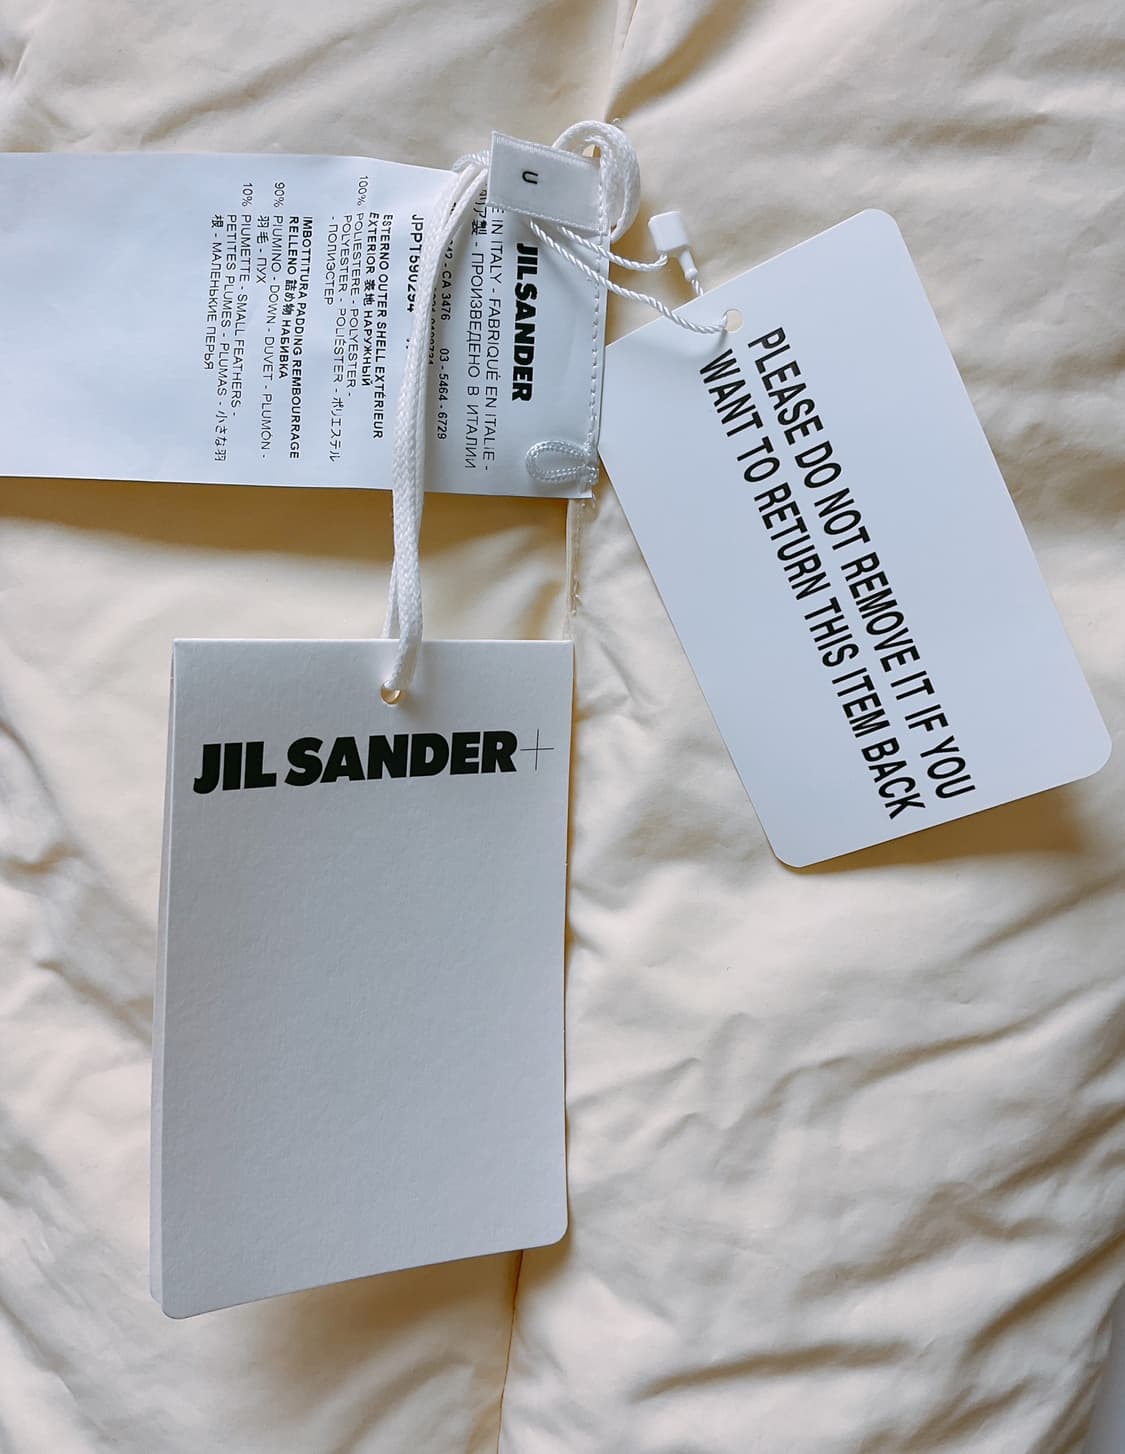 U
JIL SANDER
E IN ITALY - FABRIQUÉ EN ITALIE -
ア製 - ПРОИЗВЕДЕНО В ИТАЛИИ
CA 3476 03 - 5464 - 6729
ESTERNO OUTER SHELL EXTÉRIEUR
EXTERIOR 表地 НАРУЖНЫЙ
100% POLIESTERE - POLYESTER -
POLYESTER - POLIÉSTER - ポリエステル
- ПОЛИЭСТЕР
IMBOTTITURA PADDING REMBOURRAGE
RELLENO 詰め物 НАБИВКА
90% PIUMINO - DOWN - DUVET - PLUMÓN -
羽毛 - ПУХ
10% PIUMETTE - SMALL FEATHERS -
PETITES PLUMES - PLUMAS - 小さな羽
根 - МАЛЕНЬКИЕ ПЕРЬЯ
PLEASE DO NOT REMOVE IT IF YOU
WANT TO RETURN THIS ITEM BACK
JIL SANDER+